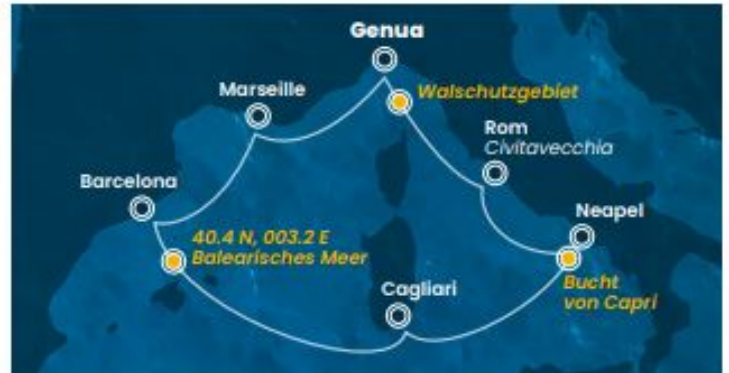 Genua
Marseille
Walschutzgebiet
Rom
Civitavecchia
Barcelona
Neapel
40.4 N, 003.2 E
Balearisches Meer
Cagliari
Bucht
von Capri